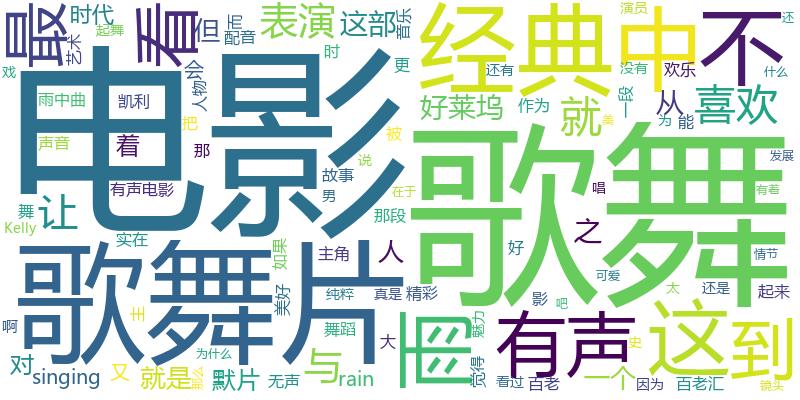 最
看
时代
起舞
但
而
表演
这部
音乐
经典
中
不
演员
还
艺术
配音
戏
电影
会
时
更
还有
没有
欢乐
什么
人物
好莱坞
作为
一段
从
喜欢
雨中曲
凯利
把
被
就
为
能
美
声音
着
那
说
歌舞
发展
有声电影
故事
男
在于
唱
有着
让
舞
那段
Kelly
实在
之
歌舞片
如果
主角
人
好
情节
可爱
美好
纯粹
真是
精彩
影
太
还是
起来
啊
生
舞蹈
大
雨
魅力
有声
吧
这
到
对
与
史
为什么
觉得
singing
又
就是
那么
默片
无声
rain
看过
百老
一个
因为
百老汇
镜头